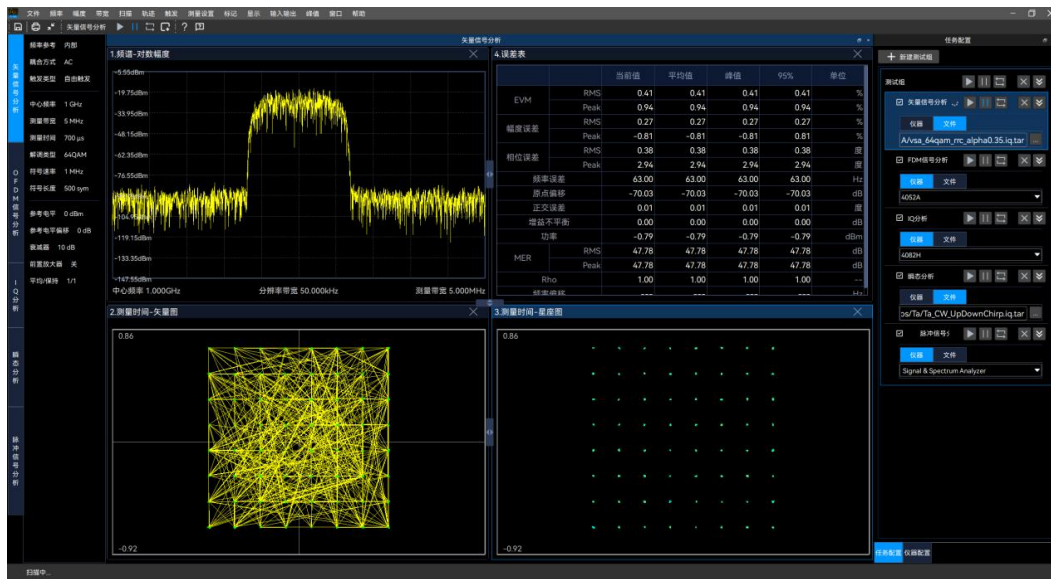 文件 频率 幅度 带宽 扫描 轨迹 触发 测量设置 标记 显示 输入输出 峰值 窗口 帮助
矢量信号分析
矢量信号分析
OFDM信号分析
IQ分析
瞬态分析
脉冲信号分析
频率参考 内部
耦合方式 AC
触发类型 自由触发
中心频率 1 GHz
测量带宽 5 MHz
测量时间 700 μs
解调类型 64QAM
符号速率 1 MHz
符号长度 500 sym
参考电平 0 dBm
参考电平偏移 0 dB
衰减器 10 dB
前置放大器 关
平均/保持 1/1
矢量信号分析
1.频谱-对数幅度
-5.55dBm
-19.75dBm
-33.95dBm
-48.15dBm
-62.35dBm
-76.55dBm
-104.95dBm
-119.15dBm
-133.35dBm
-147.55dBm
中心频率 1.000GHz 分辨率带宽 50.000kHz 测量带宽 5.000MHz
4.误差表
当前值 平均值 峰值 95% 单位
EVM RMS 0.41 0.41 0.41 0.41 %
Peak 0.94 0.94 0.94 0.94 %
幅度误差 RMS 0.27 0.27 0.27 0.27 %
Peak -0.81 -0.81 -0.81 0.81 %
相位误差 RMS 0.38 0.38 0.38 0.38 度
Peak 2.94 2.94 2.94 2.94 度
频率误差 63.00 63.00 63.00 63.00 Hz
原点偏移 -70.03 -70.03 -70.03 -70.03 dB
正交误差 0.01 0.01 0.01 0.01 度
增益不平衡 0.00 0.00 0.00 0.00 dB
功率 -0.79 -0.79 -0.79 -0.79 dBm
MER RMS 47.78 47.78 47.78 47.78 dB
Peak 47.78 47.78 47.78 47.78 dB
Rho 1.00 1.00 1.00 1.00 --
频率偏移 --- --- --- --- Hz
2.测量时间-矢量图
0.86
-0.92
3.测量时间-星座图
0.86
-0.92
任务配置
+ 新建测试组
测试组
矢量信号分析
仪器 文件
A/vsa_64qam_rrc_alpha0.35.iq.tar ...
FDM信号分析
仪器 文件
4052A
IQ分析
仪器 文件
4082H
瞬态分析
仪器 文件
os/Ta/Ta_CW_UpDownChirp.iq.tar ...
脉冲信号
仪器 文件
Signal & Spectrum Analyzer
任务配置 仪器配置
扫描中...